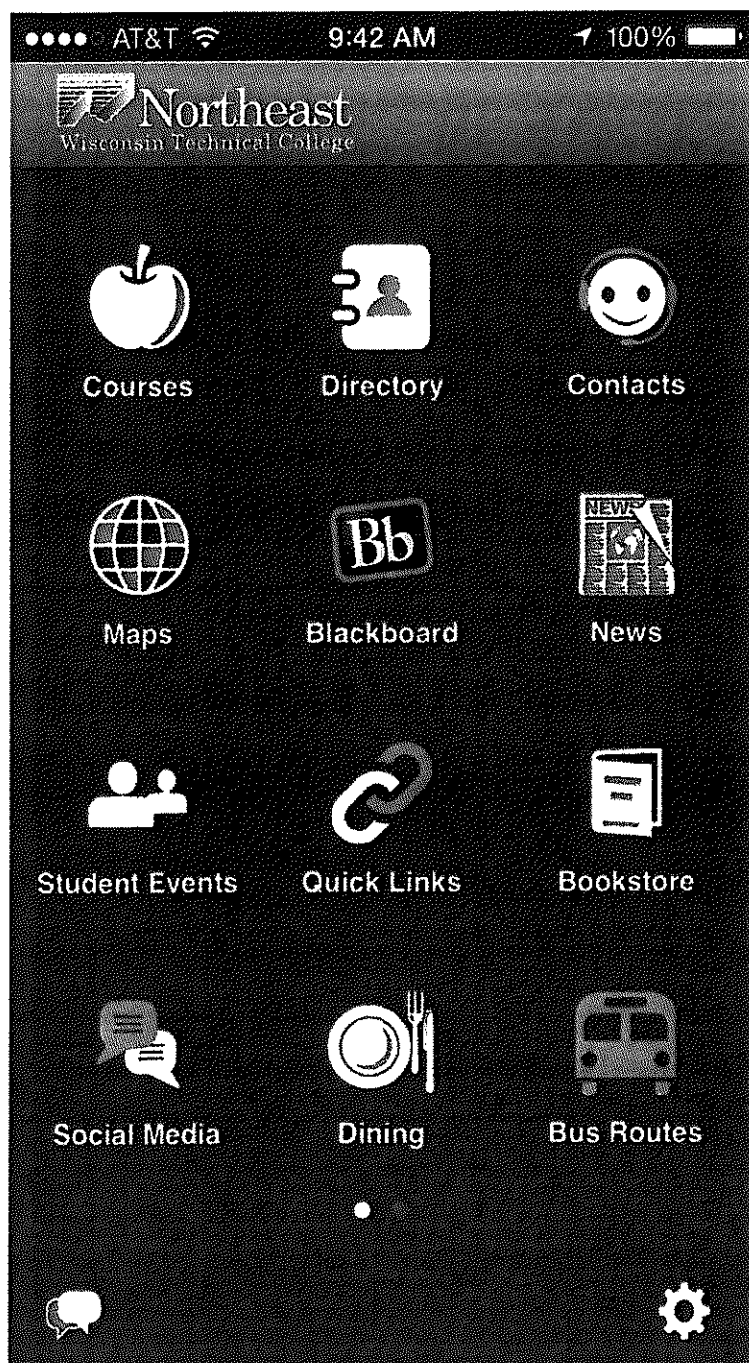 AT&T 9:42 AM 100%
Northeast
Wisconsin Technical College
Courses Directory Contacts
NEWS
Bb
Maps Blackboard News
Student Events Quick Links Bookstore
Social Media Dining Bus Routes